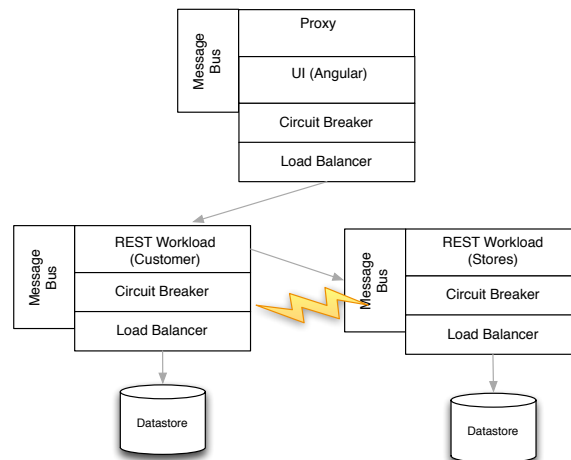 Proxy
Message
Bus
UI (Angular)
Circuit Breaker
Load Balancer
Message
Bus
REST Workload
(Customer)
Circuit Breaker
Load Balancer
Datastore
Message
Bus
REST Workload
(Stores)
Circuit Breaker
Load Balancer
Datastore